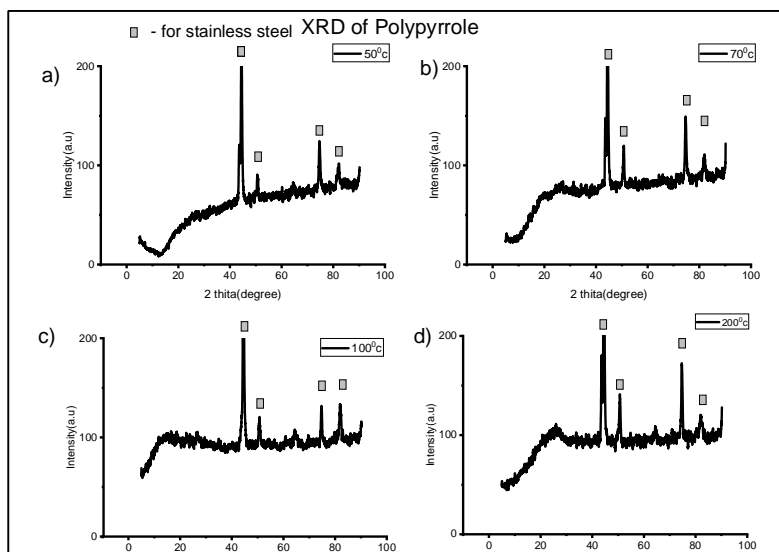 - for stainless steel XRD of Polypyrrole
a)
50⁰c
200
100
0
Intensity(a.u)
0 20 40 60 80 100
2 thita(degree)
b)
70⁰c
200
100
0
Intensity(a.u)
0 20 40 60 80 100
2 thita(degree)
c)
100⁰c
200
100
0
Intensity(a.u)
0 20 40 60 80 100
d)
200⁰c
200
100
0
Intensity(a.u)
0 20 40 60 80 100